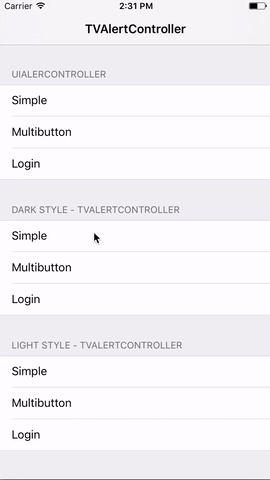 Carrier 2:31 PM
TVAlertController
UIALERCONTROLLER
Simple
Multibutton
Login
DARK STYLE - TVALERTCONTROLLER
Simple
Multibutton
Login
LIGHT STYLE - TVALERTCONTROLLER
Simple
Multibutton
Login